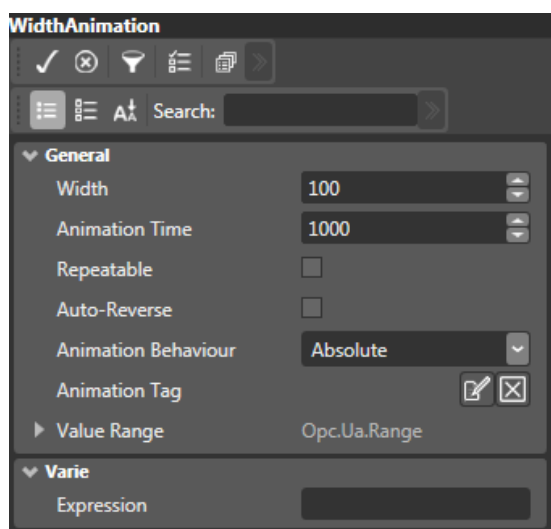 WidthAnimation
Search:
General
Width 100
Animation Time 1000
Repeatable
Auto-Reverse
Animation Behaviour Absolute
Animation Tag
Value Range Opc.Ua.Range
Varie
Expression